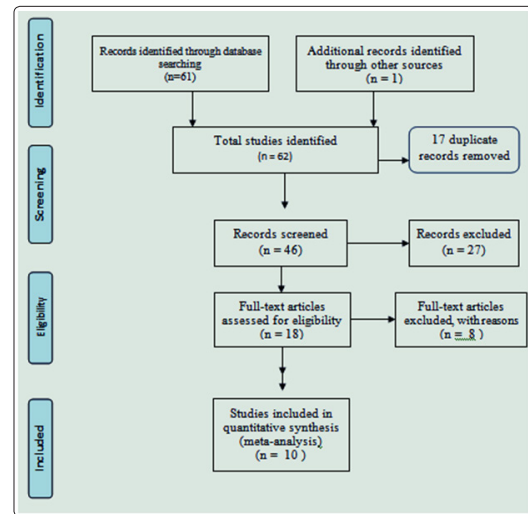 Identification
Records identified through database
searching
(n=61)
Additional records identified
through other sources
(n = 1)
Total studies identified
(n = 62)
17 duplicate
records removed
Screening
Records screened
(n = 46)
Records excluded
(n = 27)
Eligibility
Full-text articles
assessed for eligibility
(n = 18)
Full-text articles
excluded, with reasons
(n = 8 )
Included
Studies included in
quantitative synthesis
(meta-analysis)
(n = 10 )